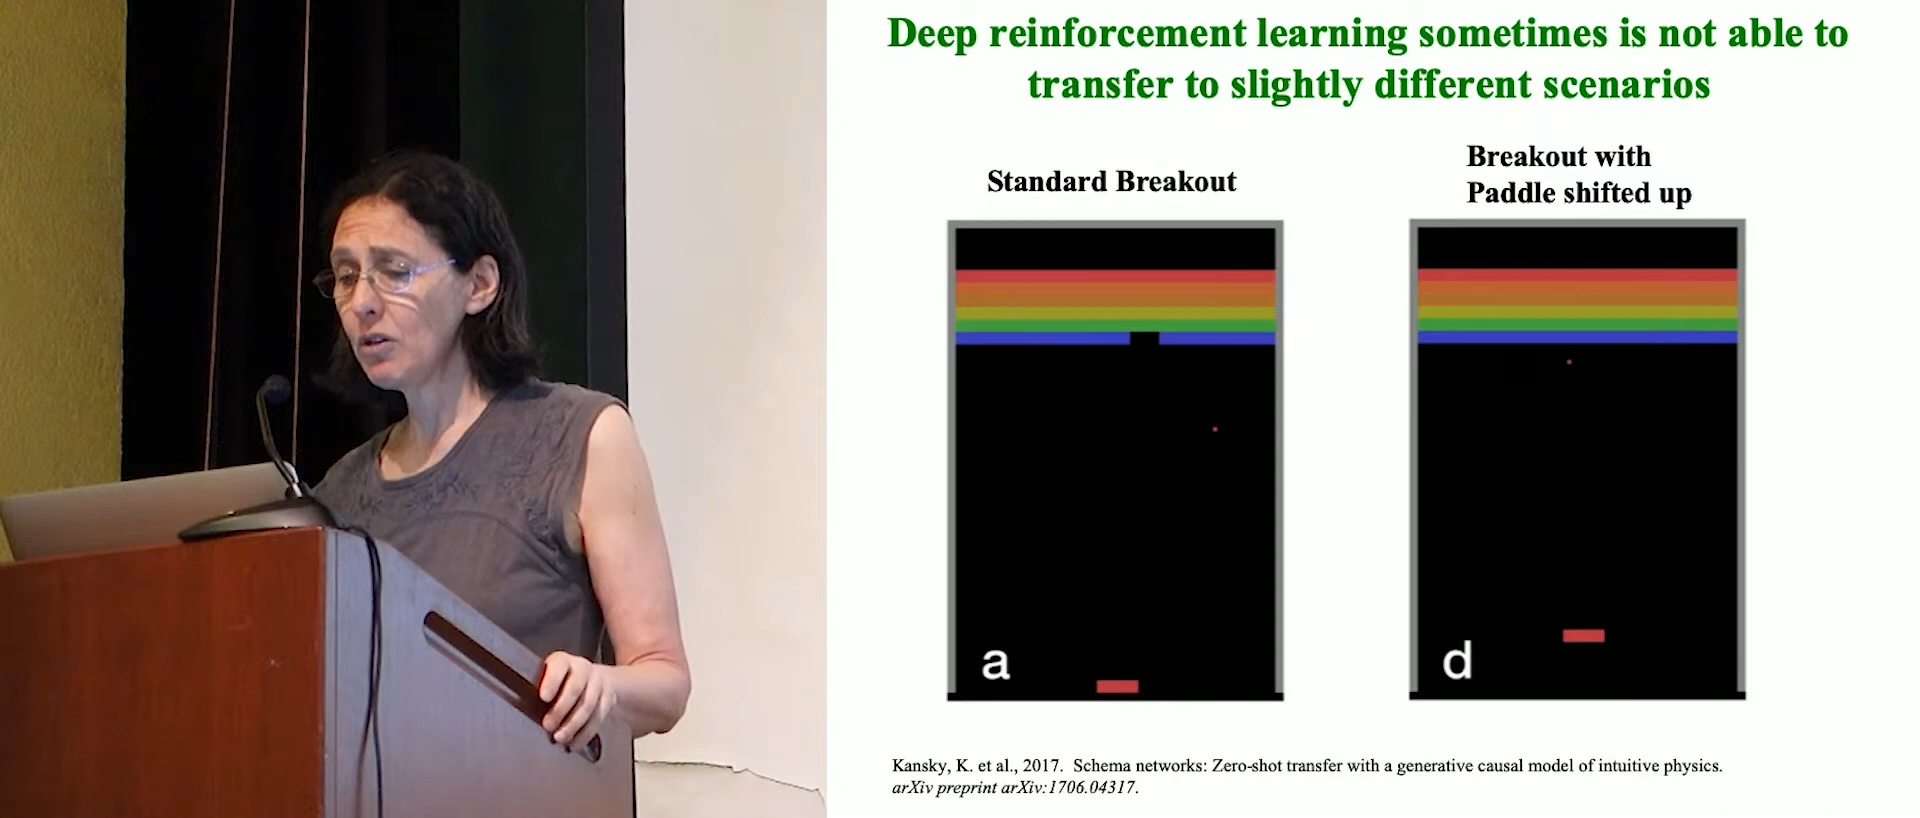 Deep reinforcement learning sometimes is not able to
transfer to slightly different scenarios
Standard Breakout
Breakout with
Paddle shifted up
a
d
Kansky, K. et al., 2017. Schema networks: Zero-shot transfer with a generative causal model of intuitive physics.
arXiv preprint arXiv:1706.04317.